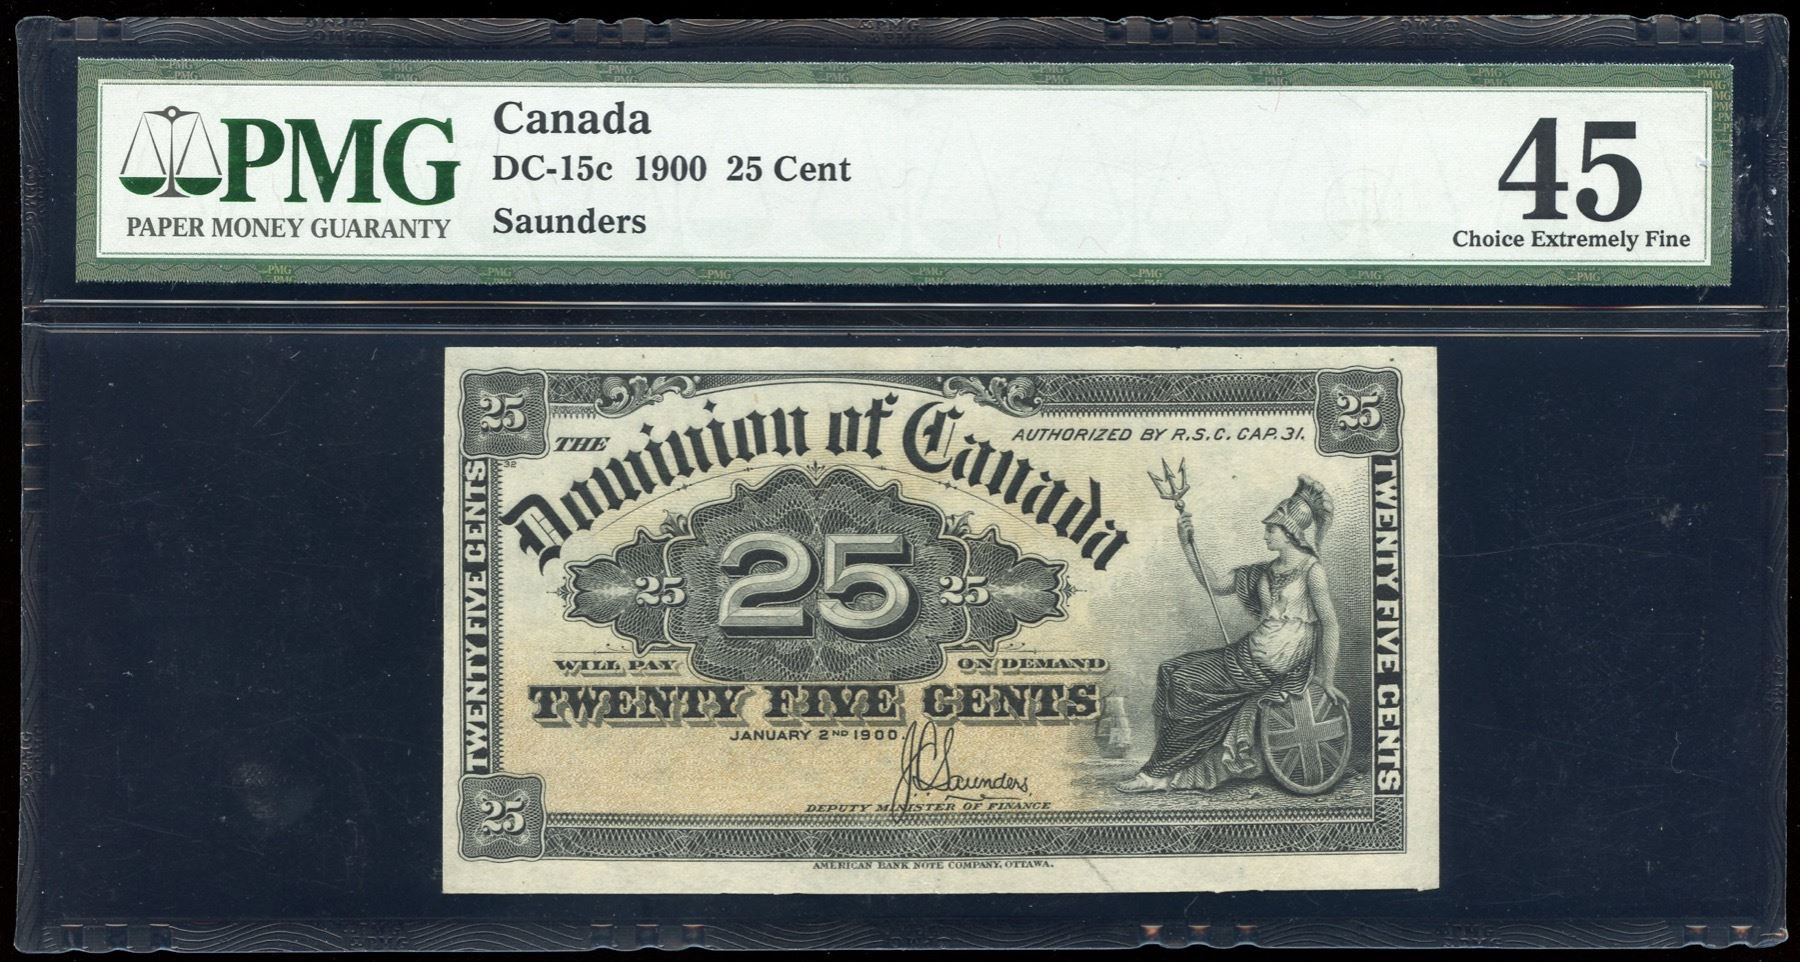 PMG
PAPER MONEY GUARANTY
Canada
DC-15c 1900 25 Cent
Saunders
45
Choice Extremely Fine
25
25
THE
Dominion of Canada
AUTHORIZED BY R.S.C. CAP. 31.
32
TWENTY FIVE CENTS
TWENTY FIVE CENTS
25
25
25
WILL PAY
ON DEMAND
TWENTY FIVE CENTS
JANUARY 2ND 1900.
J C Saunders
DEPUTY MINISTER OF FINANCE
25
AMERICAN BANK NOTE COMPANY, OTTAWA.